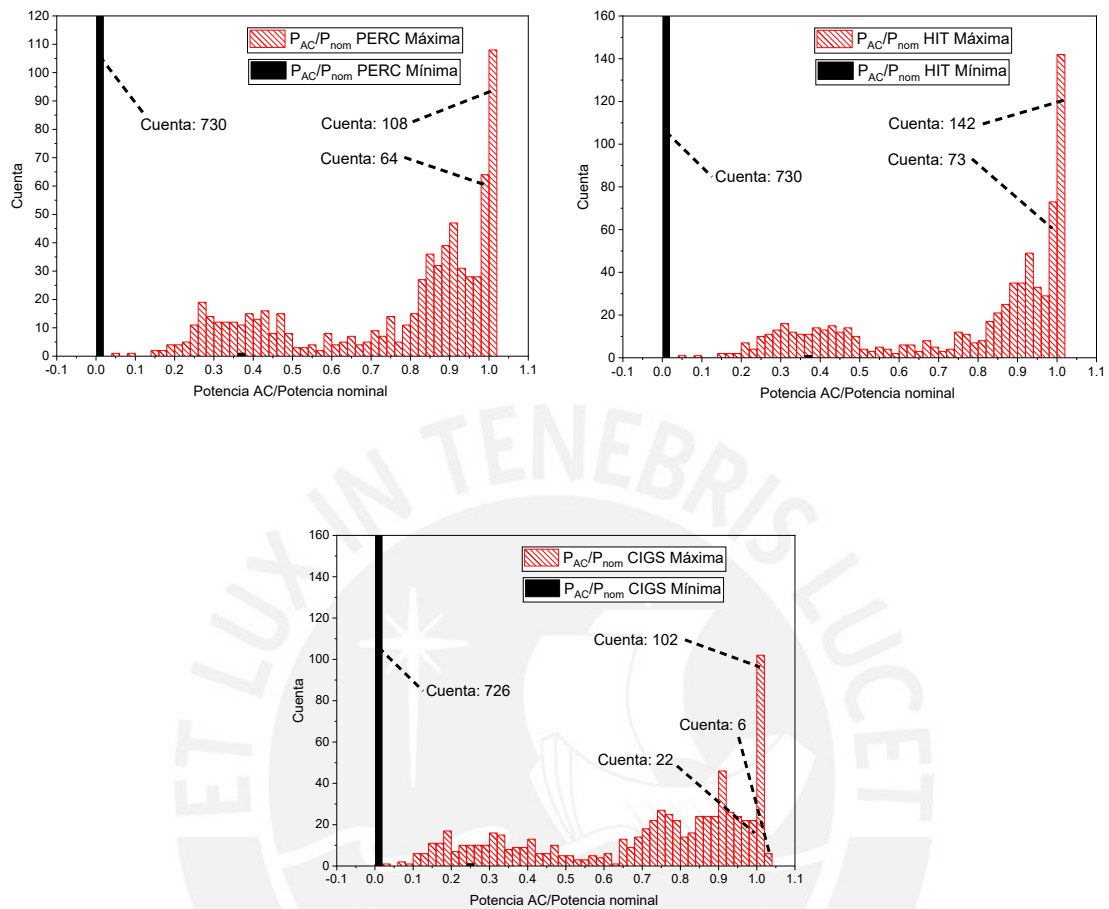 120
110
100
90
80
70
60
50
40
30
20
10
0
Cuenta
P_AC/P_nom PERC Máxima
P_AC/P_nom PERC Mínima
Cuenta: 730
Cuenta: 108
Cuenta: 64
-0.1 0.0 0.1 0.2 0.3 0.4 0.5 0.6 0.7 0.8 0.9 1.0 1.1
Potencia AC/Potencia nominal
160
140
120
100
80
60
40
20
0
Cuenta
P_AC/P_nom HIT Máxima
P_AC/P_nom HIT Mínima
Cuenta: 142
Cuenta: 73
Cuenta: 730
-0.1 0.0 0.1 0.2 0.3 0.4 0.5 0.6 0.7 0.8 0.9 1.0 1.1
Potencia AC/Potencia nominal
160
140
120
100
80
60
40
20
0
Cuenta
P_AC/P_nom CIGS Máxima
P_AC/P_nom CIGS Mínima
Cuenta: 102
Cuenta: 726
Cuenta: 6
Cuenta: 22
-0.1 0.0 0.1 0.2 0.3 0.4 0.5 0.6 0.7 0.8 0.9 1.0 1.1
Potencia AC/Potencia nominal
ET LUX IN TENEBRIS LUCET